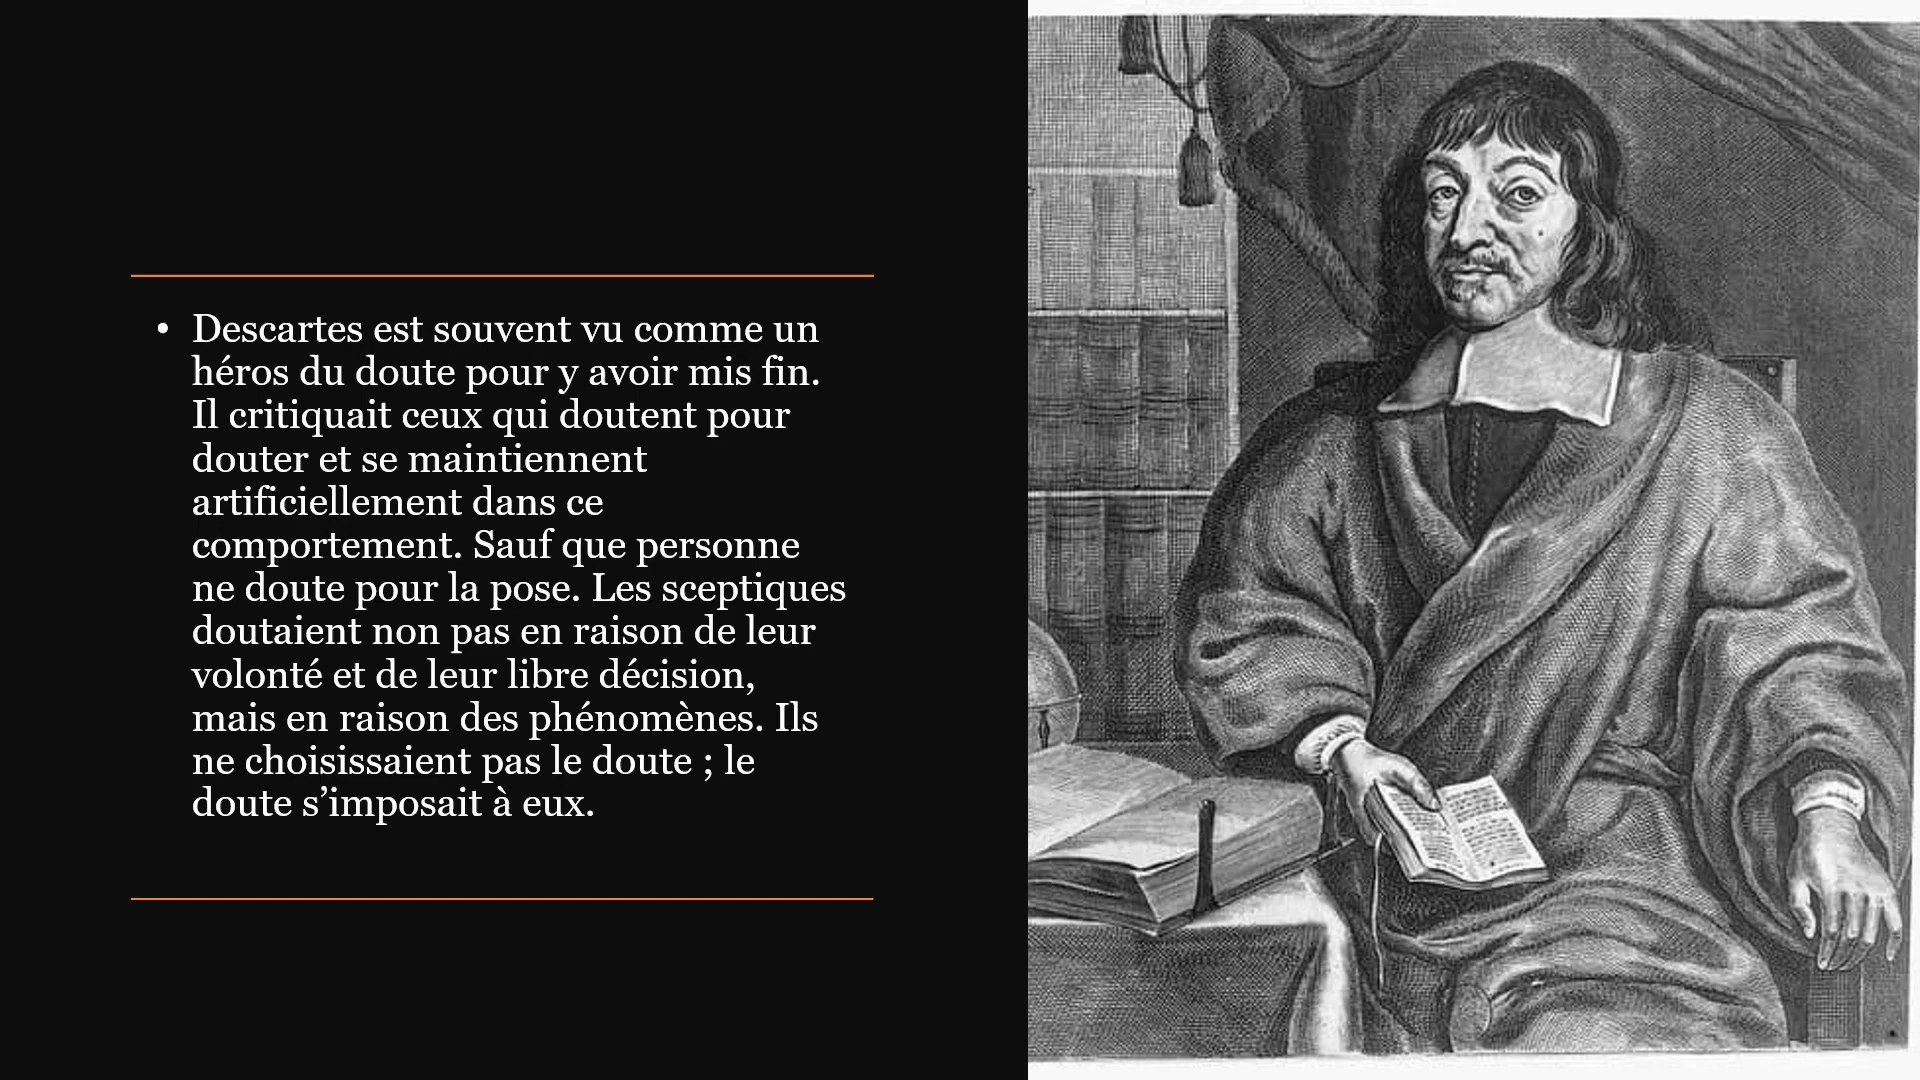 • Descartes est souvent vu comme un
héros du doute pour y avoir mis fin.
Il critiquait ceux qui doutent pour
douter et se maintiennent
artificiellement dans ce
comportement. Sauf que personne
ne doute pour la pose. Les sceptiques
doutaient non pas en raison de leur
volonté et de leur libre décision,
mais en raison des phénomènes. Ils
ne choisissaient pas le doute ; le
doute s’imposait à eux.